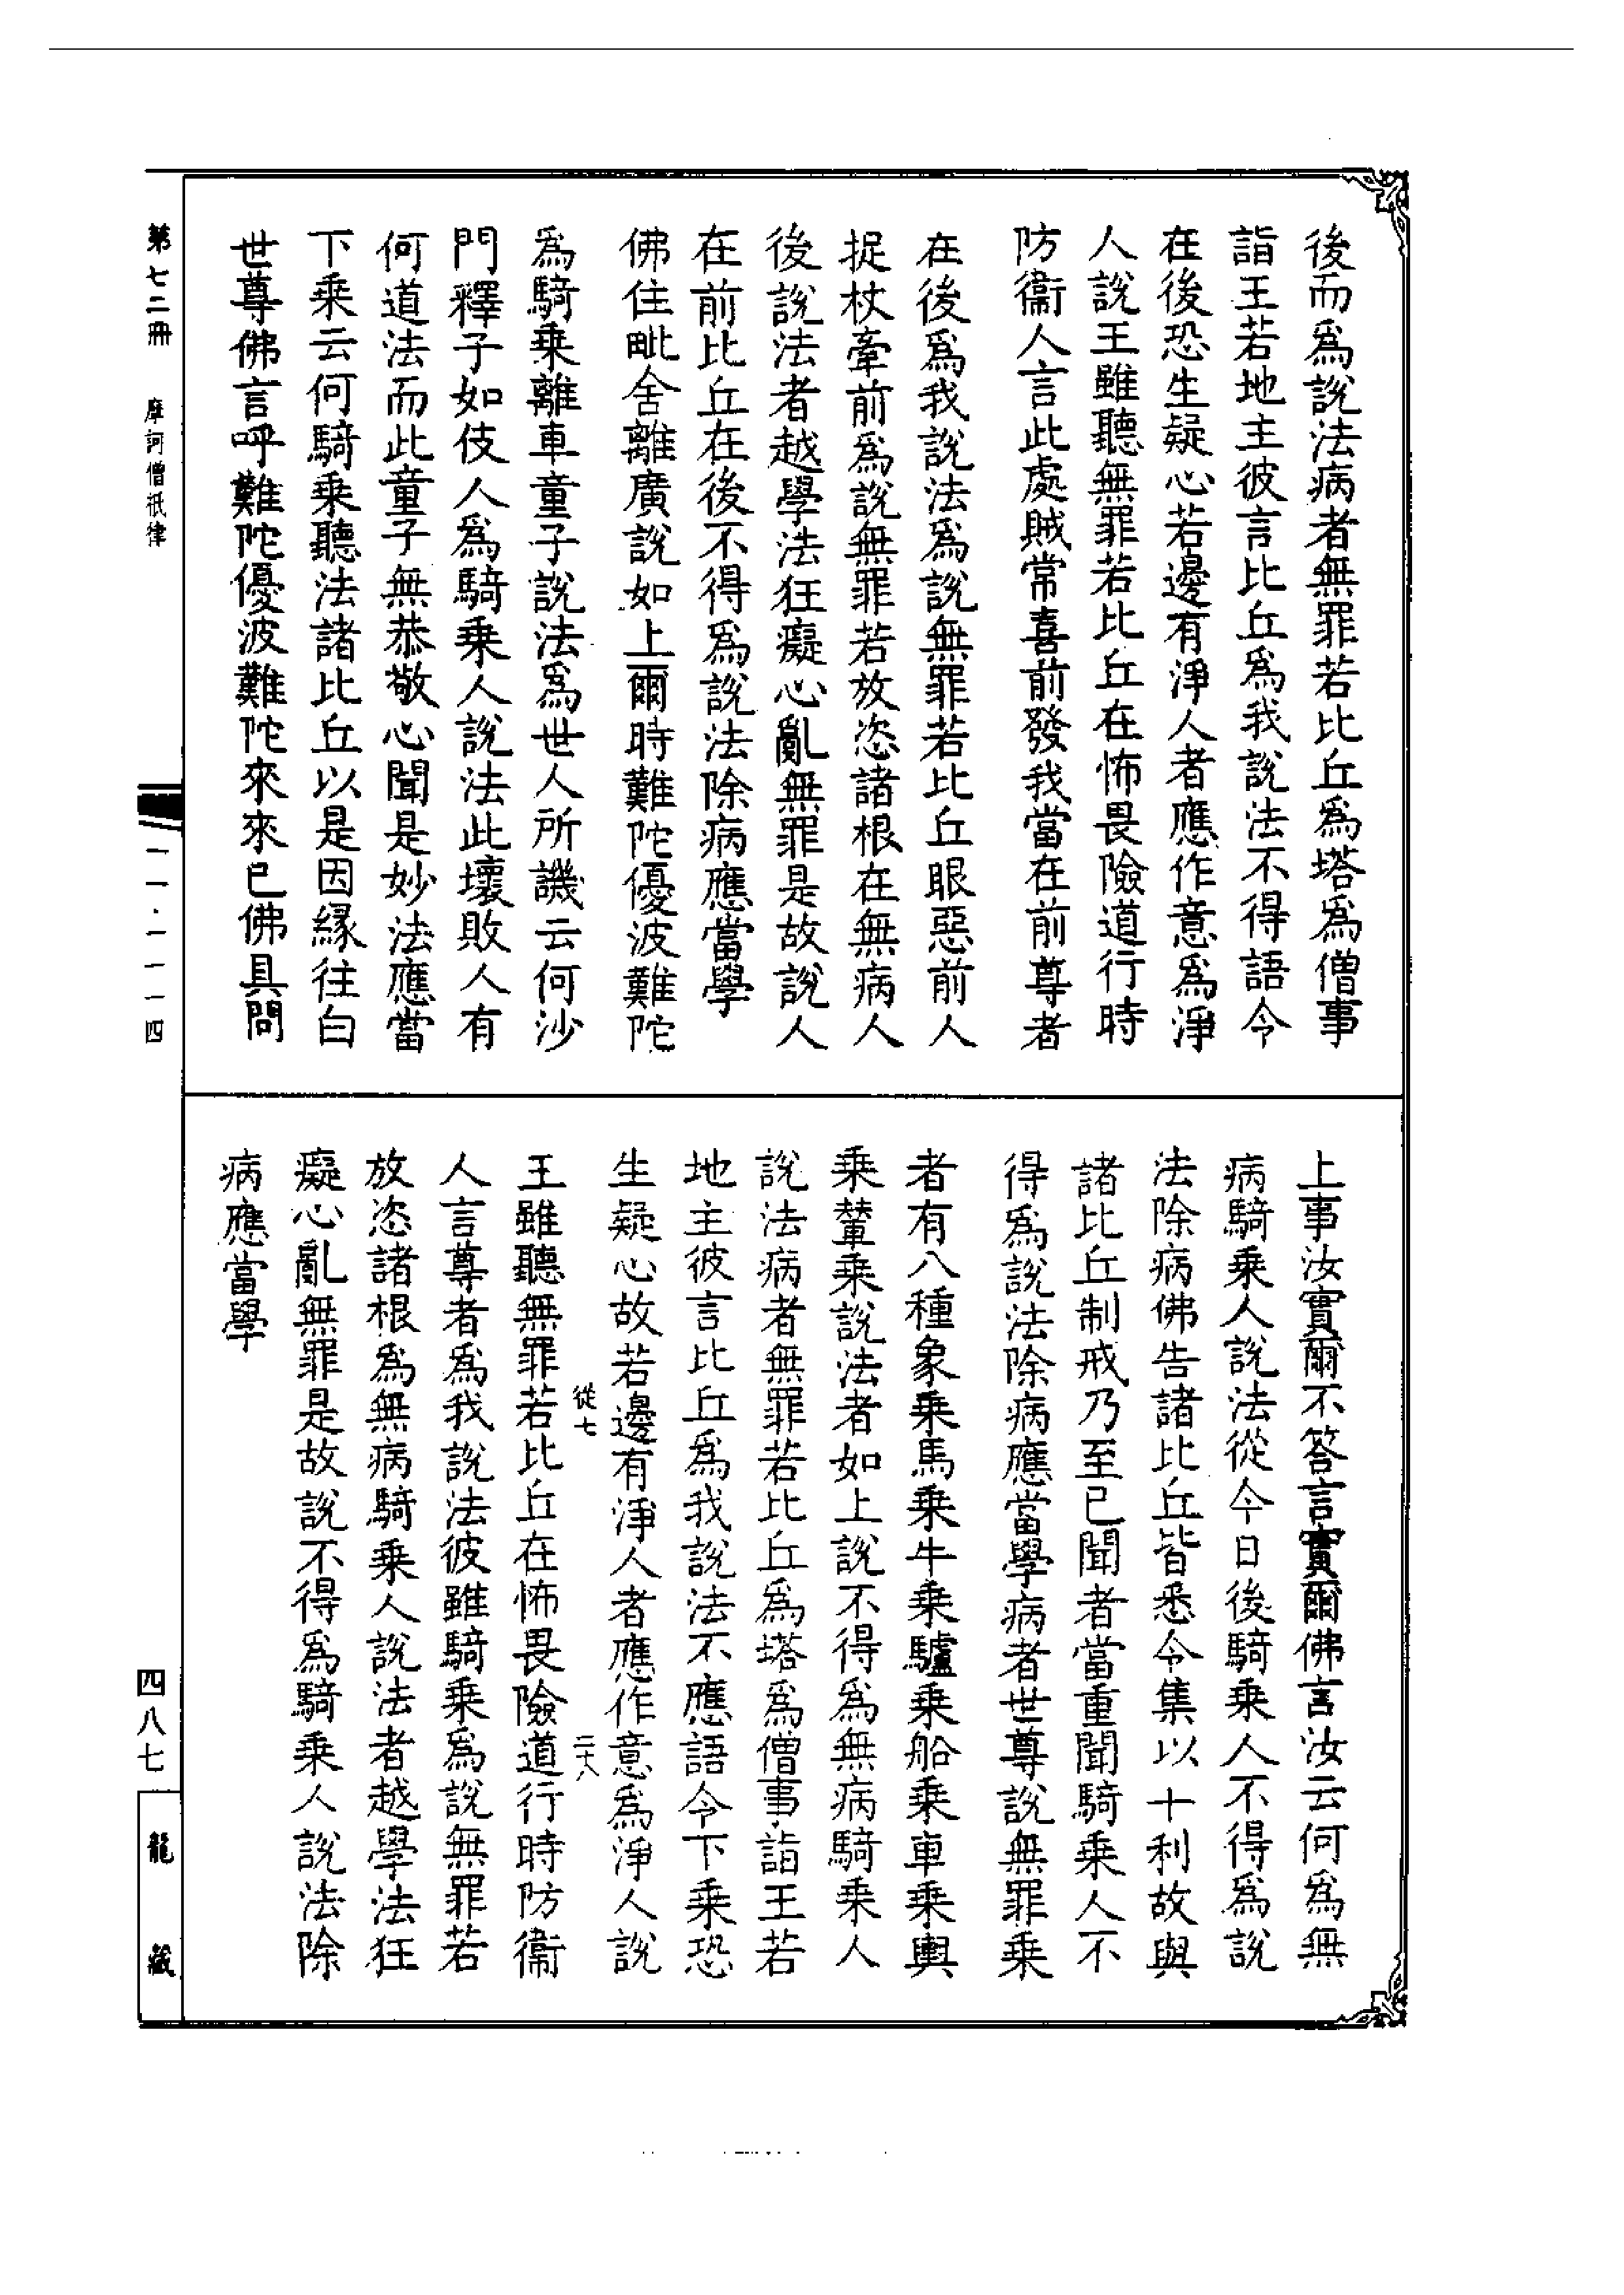 後而爲説法病者無罪若比丘爲塔爲僧事
詣王若地主彼言比丘爲我說法不得語令
在後恐生疑心若邊有淨人者應作意爲淨
人說王雖聽無罪若比丘在怖畏險道行時
防衞人言此處賊常喜前發我當在前尊者
在後爲我說法爲說無罪若比丘眼惡前人
捉杖牽前爲說無罪若放恣諸根在無病人
後說法者越學法狂癡心亂無罪是故說人
在前比丘在後不得爲說法除病應當學
佛住毗舍離廣說如上爾時難陀優波難陀
爲騎乘離車童子說法爲世人所譏云何沙
門釋子如伎人爲騎乘人說法此壞敗人有
何道法而此童子無恭敬心聞是妙法應當
下乘云何騎乘聽法諸比丘以是因緣往白
世尊佛言呼難陀優波難陀來來已佛具問
上事汝實爾不答言實爾佛言汝云何爲無
病騎乘人說法從今日後騎乘人不得爲說
法除病佛告諸比丘皆悉令集以十利故與
諸比丘制戒乃至已聞者當重聞騎乘人不
得爲說法除病應當學病者世尊說無罪乘
者有八種象乘馬乘牛乘驢乘船乘車乘輿
乘輦乘說法者如上說不得爲無病騎乘人
說法病者無罪若比丘爲塔爲僧事詣王若
地主彼言比丘爲我說法不應語令下乘恐
生疑心故若邊有淨人者應作意爲淨人說
從七 二十八
王雖聽無罪若比丘在怖畏險道行時防衞
人言尊者爲我說法彼雖騎乘爲說無罪若
放恣諸根爲無病騎乘人說法者越學法狂
癡心亂無罪是故說不得爲騎乘人說法除
病應當學
第七二冊 摩訶僧祇律
四八七
龍藏